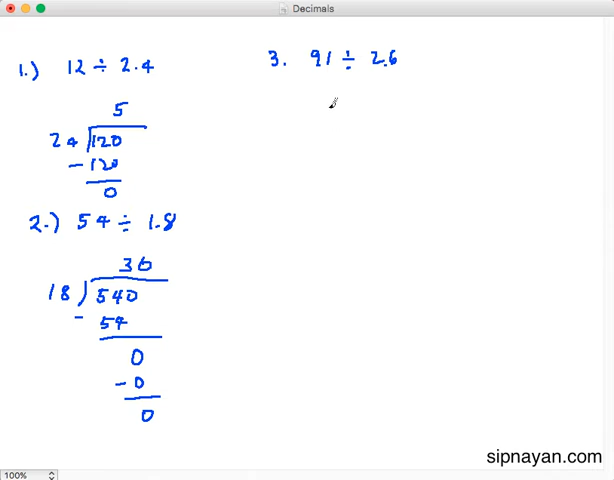 Decimals
1.) 12 ÷ 2.4
5
24 120
- 120
0
2.) 54 ÷ 1.8
30
18 ) 540
- 54
0
- 0
0
3. 91 ÷ 2.6
sipnayan.com
100%